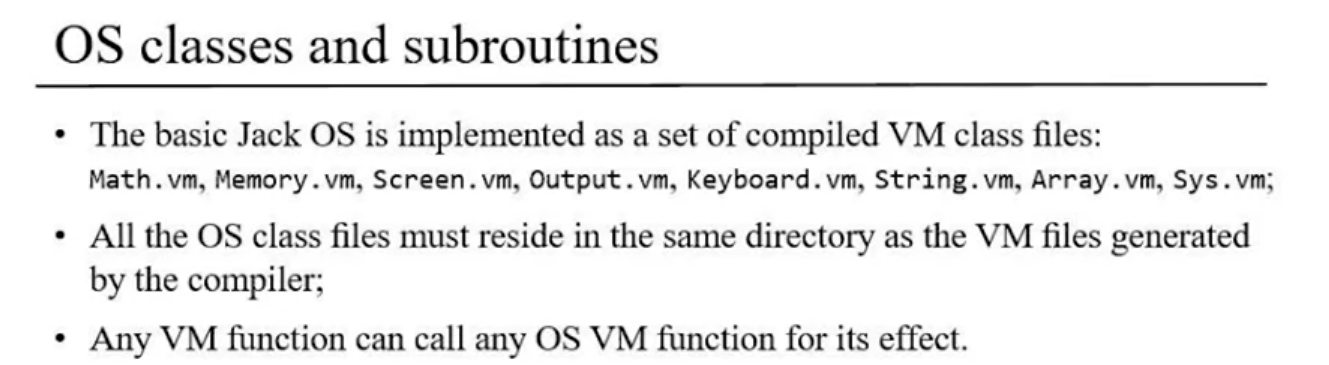 OS classes and subroutines
• The basic Jack OS is implemented as a set of compiled VM class files:
Math.vm, Memory.vm, Screen.vm, Output.vm, Keyboard.vm, String.vm, Array.vm, Sys.vm;
• All the OS class files must reside in the same directory as the VM files generated
by the compiler;
• Any VM function can call any OS VM function for its effect.